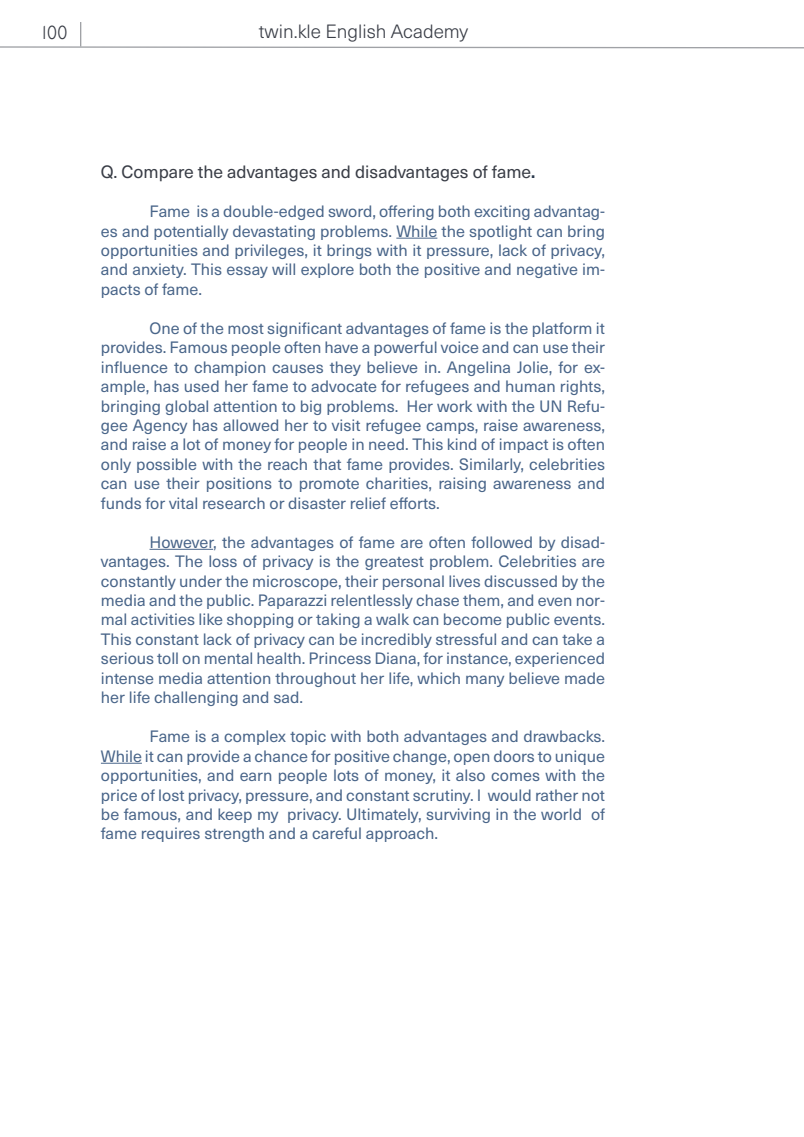 100
twin.kle English Academy
Q. Compare the advantages and disadvantages of fame.
Fame is a double-edged sword, offering both exciting advantag-
es and potentially devastating problems. While the spotlight can bring
opportunities and privileges, it brings with it pressure, lack of privacy,
and anxiety. This essay will explore both the positive and negative im-
pacts of fame.
One of the most significant advantages of fame is the platform it
provides. Famous people often have a powerful voice and can use their
influence to champion causes they believe in. Angelina Jolie, for ex-
ample, has used her fame to advocate for refugees and human rights,
bringing global attention to big problems. Her work with the UN Refu-
gee Agency has allowed her to visit refugee camps, raise awareness,
and raise a lot of money for people in need. This kind of impact is often
only possible with the reach that fame provides. Similarly, celebrities
can use their positions to promote charities, raising awareness and
funds for vital research or disaster relief efforts.
However, the advantages of fame are often followed by disad-
vantages. The loss of privacy is the greatest problem. Celebrities are
constantly under the microscope, their personal lives discussed by the
media and the public. Paparazzi relentlessly chase them, and even nor-
mal activities like shopping or taking a walk can become public events.
This constant lack of privacy can be incredibly stressful and can take a
serious toll on mental health. Princess Diana, for instance, experienced
intense media attention throughout her life, which many believe made
her life challenging and sad.
Fame is a complex topic with both advantages and drawbacks.
While it can provide a chance for positive change, open doors to unique
opportunities, and earn people lots of money, it also comes with the
price of lost privacy, pressure, and constant scrutiny. I would rather not
be famous, and keep my privacy. Ultimately, surviving in the world of
fame requires strength and a careful approach.